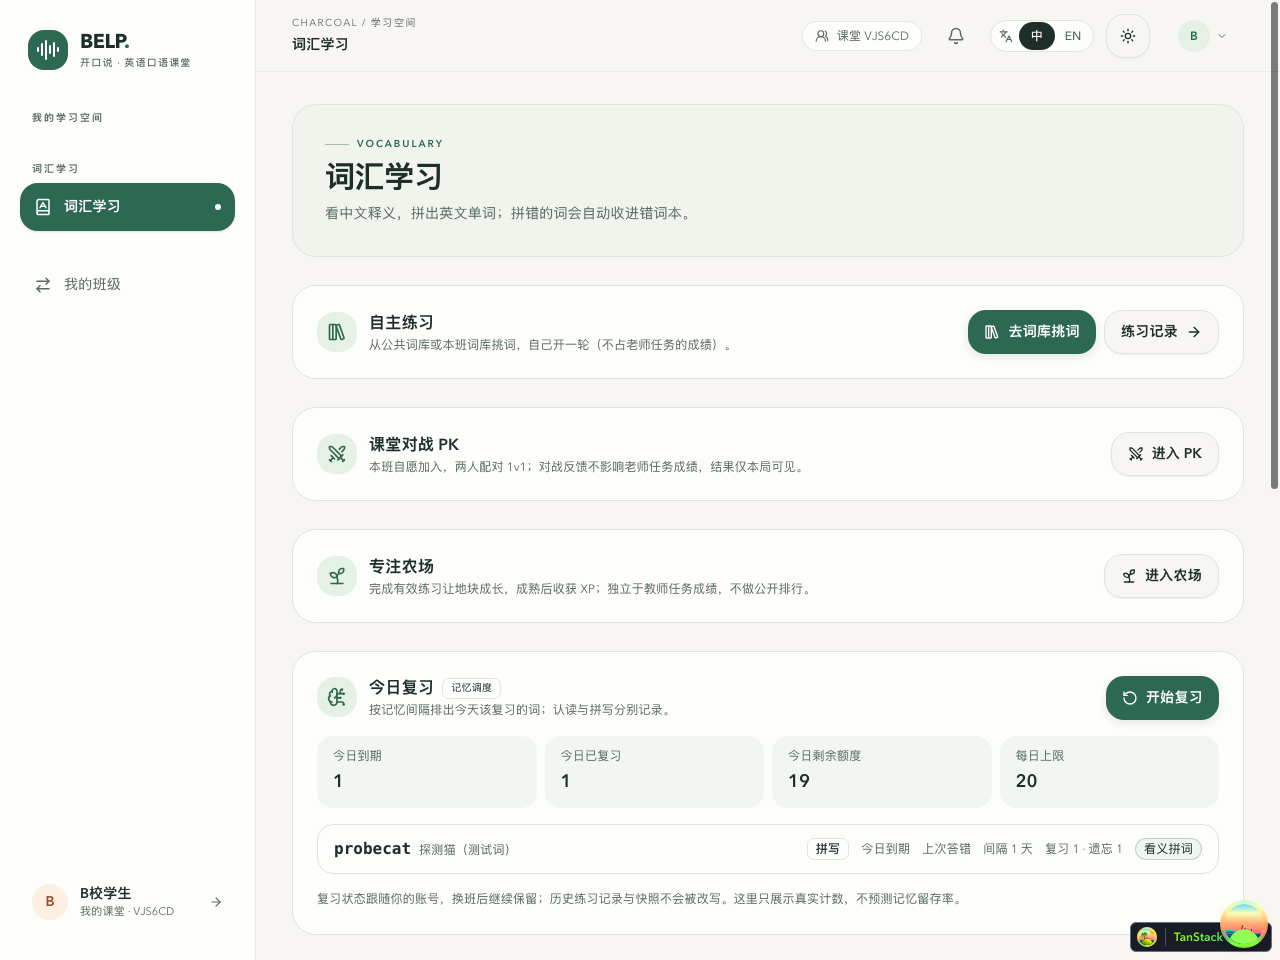 BELP.
开口说 · 英语口语课堂
我的学习空间
词汇学习
词汇学习
我的班级
B
B校学生
我的课堂 · VJS6CD
CHARCOAL / 学习空间
词汇学习
课堂 VJS6CD
中
EN
B
VOCABULARY
词汇学习
看中文释义，拼出英文单词；拼错的词会自动收进错词本。
自主练习
从公共词库或本班词库挑词，自己开一轮（不占老师任务的成绩）。
去词库挑词
练习记录
课堂对战 PK
本班自愿加入，两人配对 1v1；对战反馈不影响老师任务成绩，结果仅本局可见。
进入 PK
专注农场
完成有效练习让地块成长，成熟后收获 XP；独立于教师任务成绩，不做公开排行。
进入农场
今日复习
记忆调度
按记忆间隔排出今天该复习的词；认读与拼写分别记录。
开始复习
今日到期
1
今日已复习
1
今日剩余额度
19
每日上限
20
probecat 探测猫（测试词）
拼写 今日到期 上次答错 间隔 1 天 复习 1 · 遗忘 1 看义拼词
复习状态跟随你的账号，换班后继续保留；历史练习记录与快照不会被改写。这里只展示真实计数，不预测记忆留存率。
TanStack